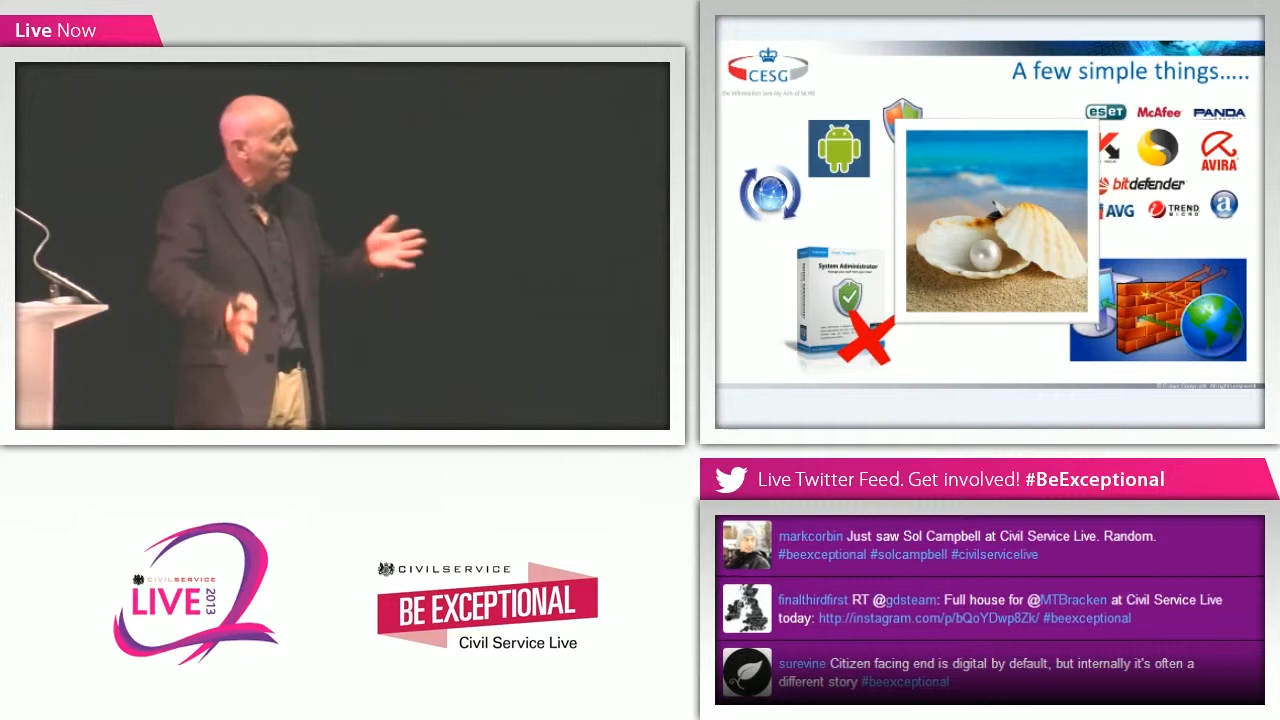 Live Now
CESG
A few simple things.....
eset
McAfee
PANDA
AVIRA
bitdefender
AVG
TREND
MICRO
System Administrator
CIVILSERVICE
LIVE 2013
CIVILSERVICE
BE EXCEPTIONAL
Civil Service Live
Live Twitter Feed. Get involved! #BeExceptional
markcorbin Just saw Sol Campbell at Civil Service Live. Random.
#beexceptional #solcampbell #civilservicelive
finalthirdfirst RT @gdsteam: Full house for @MTBracken at Civil Service Live
today: http://instagram.com/p/bQoYDwp8Zk/ #beexceptional
surevine Citizen facing end is digital by default, but internally it's often a
different story #beexceptional